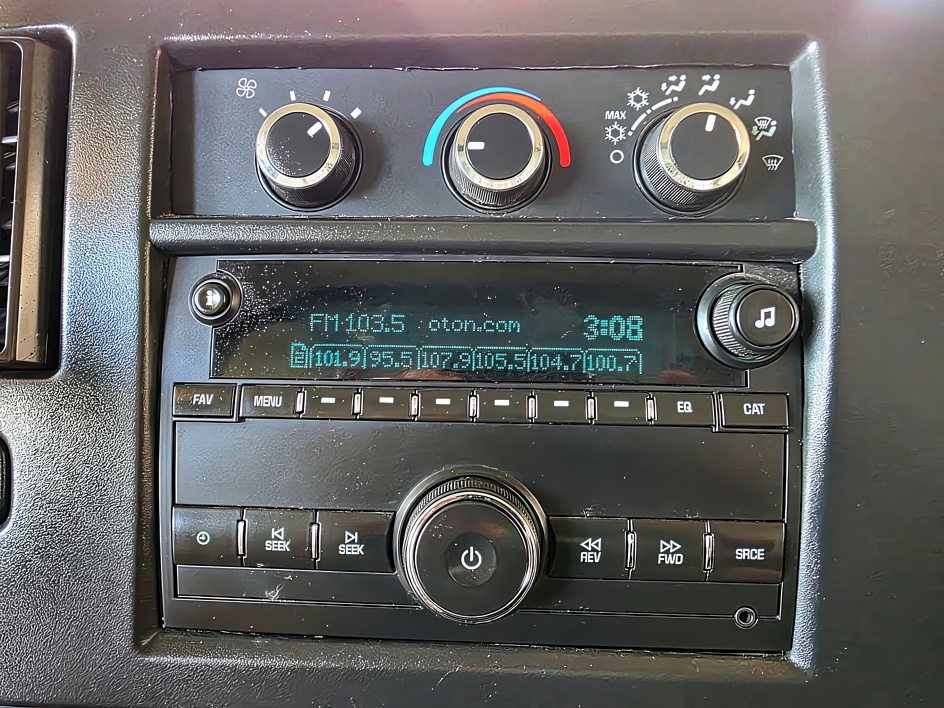 MAX
FM 103.5 oton.com 3:08
101.9 95.5 107.9 105.5 104.7 100.7
FAV MENU EQ CAT
SEEK SEEK REV FWD SRCE